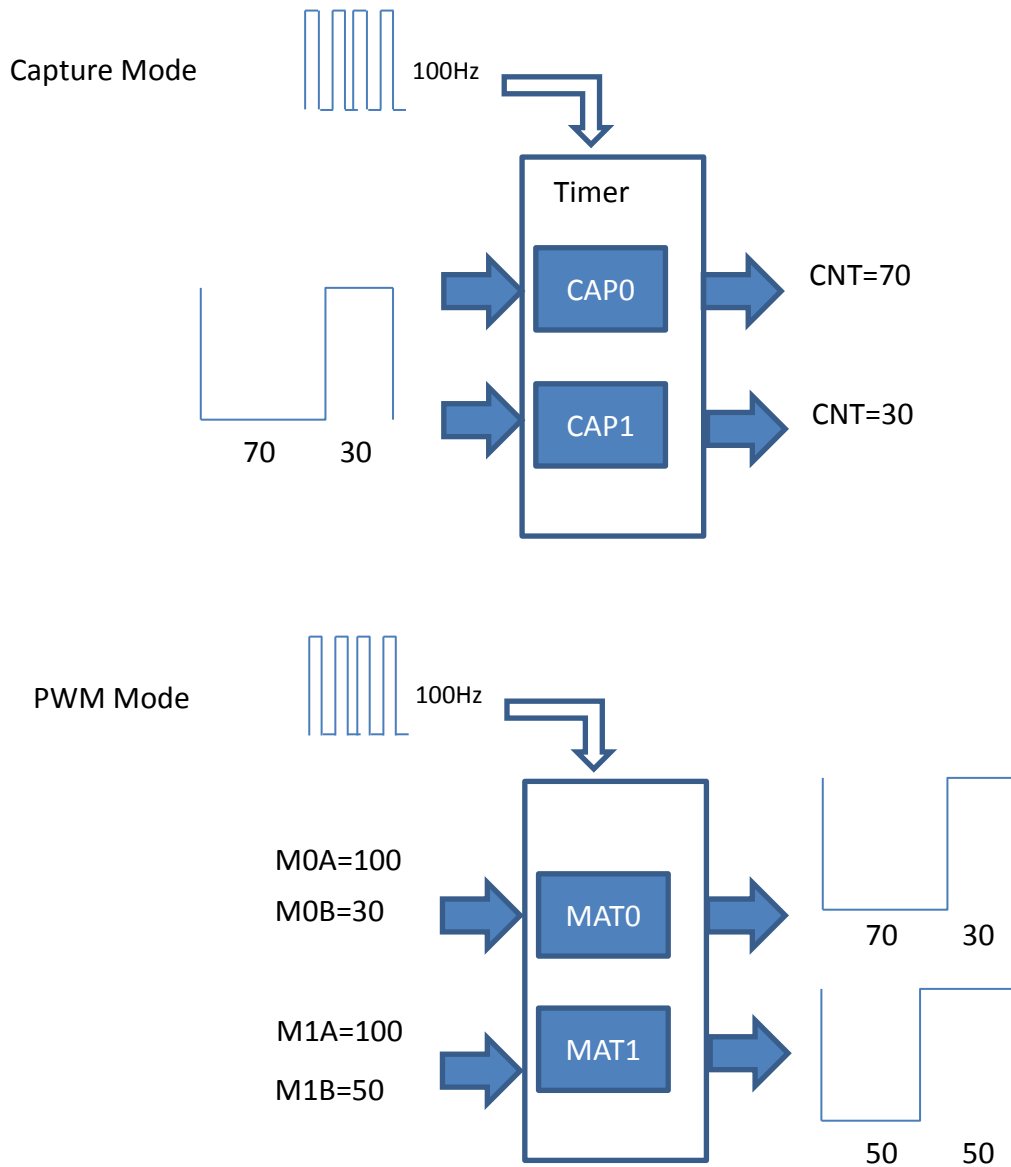 Capture Mode
100Hz
Timer
CAP0
CNT=70
CAP1
CNT=30
70 30
PWM Mode
100Hz
M0A=100
M0B=30
MAT0
70 30
M1A=100
M1B=50
MAT1
50 50